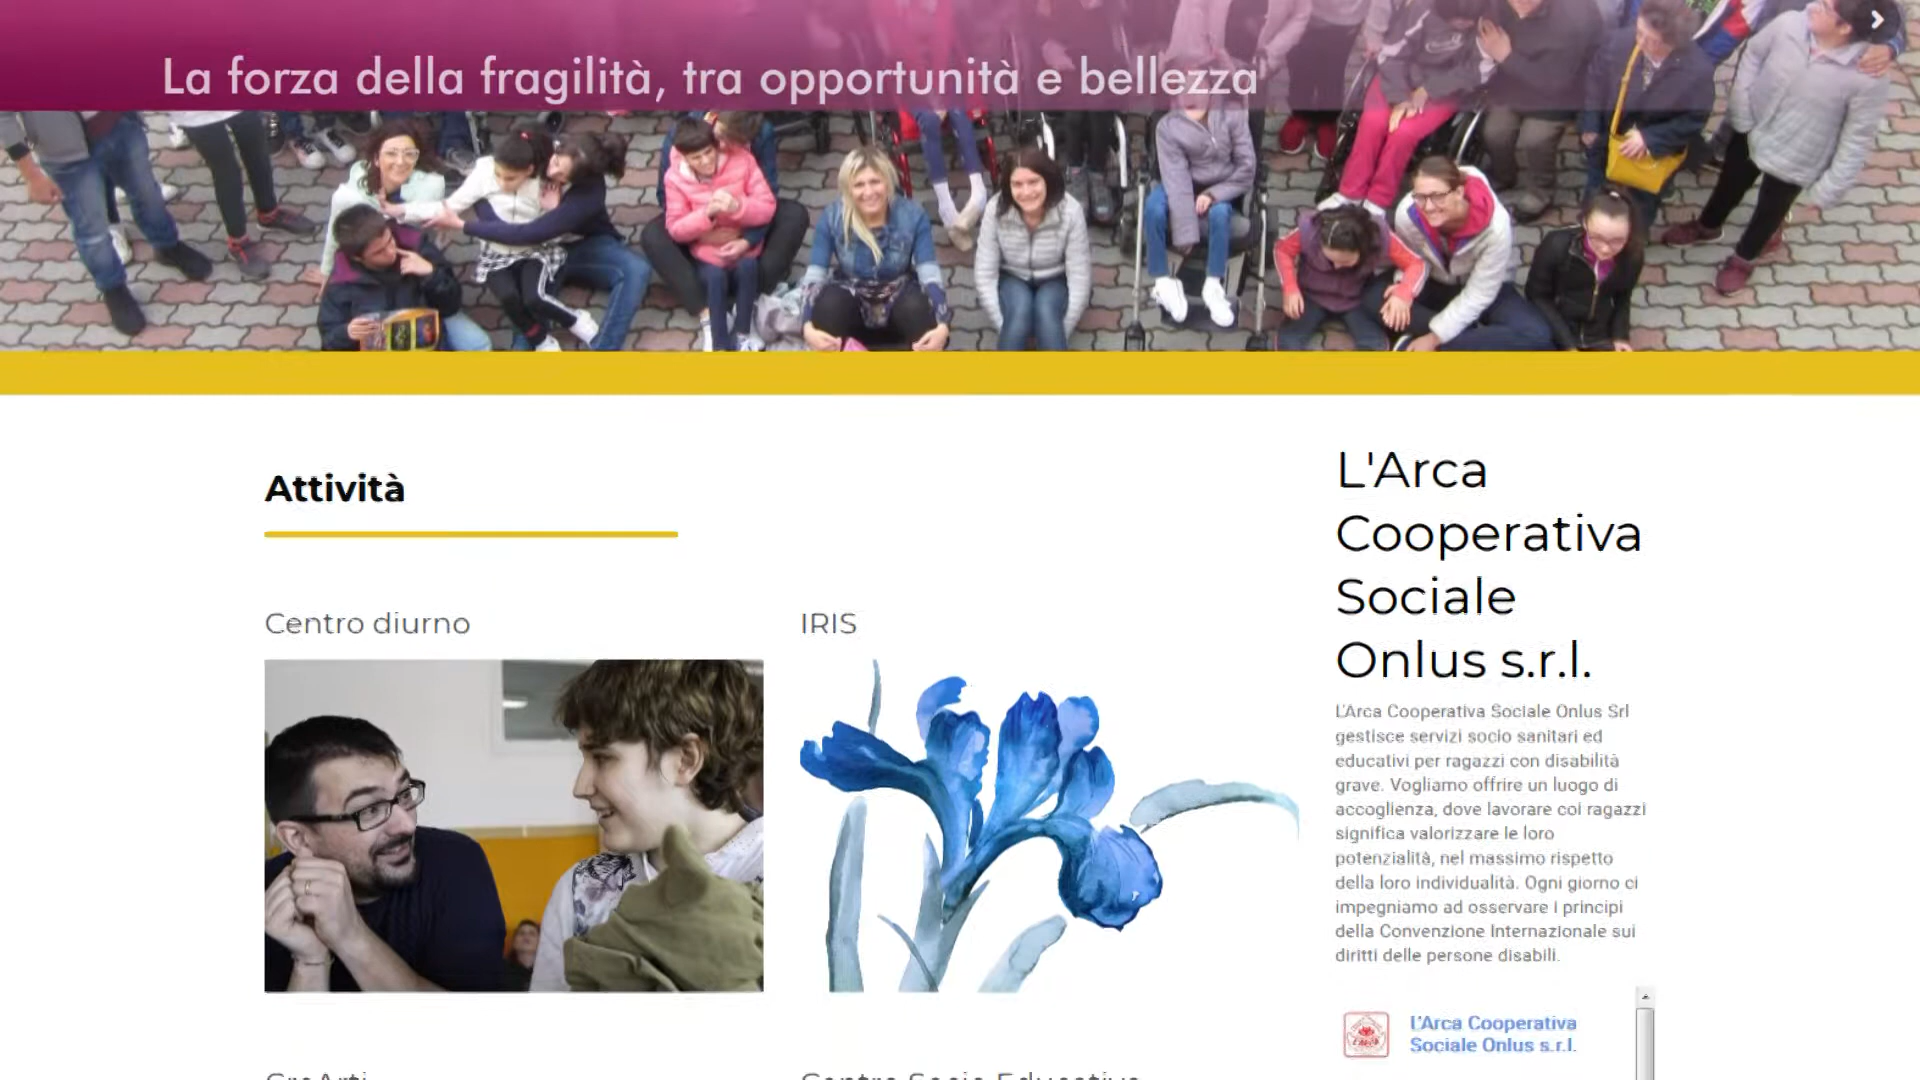 La forza della fragilità, tra opportunità e bellezza
Attività
Centro diurno
IRIS
L'Arca
Cooperativa
Sociale
Onlus s.r.l.
L'Arca Cooperativa Sociale Onlus Srl
gestisce servizi socio sanitari ed
educativi per ragazzi con disabilità
grave. Vogliamo offrire un luogo di
accoglienza, dove lavorare coi ragazzi
significa valorizzare le loro
potenzialità, nel massimo rispetto
della loro individualità. Ogni giorno ci
impegniamo ad osservare i principi
della Convenzione Internazionale sui
diritti delle persone disabili.
L'Arca Cooperativa
Sociale Onlus s.r.l.